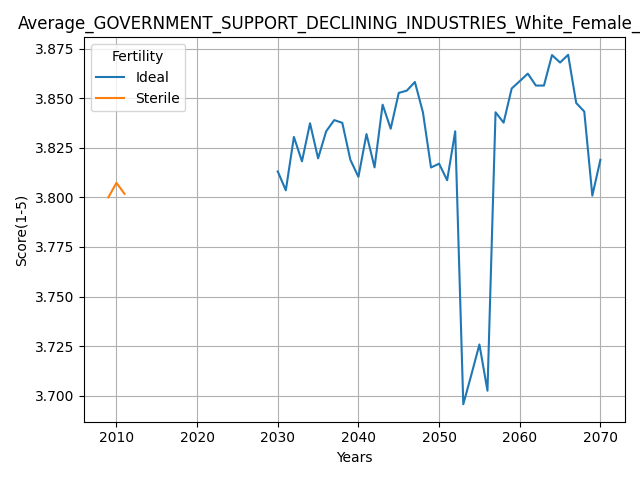 Average_GOVERNMENT_SUPPORT_DECLINING_INDUSTRIES_White_Female_
Fertility
Ideal
Sterile
3.875
3.850
3.825
3.800
3.775
3.750
3.725
3.700
Score(1-5)
2010 2020 2030 2040 2050 2060 2070
Years